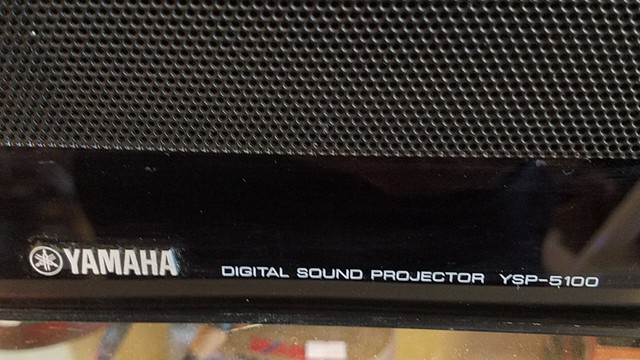 YAMAHA DIGITAL SOUND PROJECTOR YSP-5100